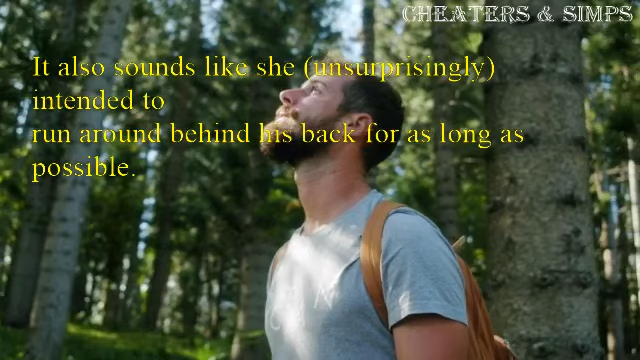 CHEATERS & SIMPS
It also sounds like she (unsurprisingly)
intended to
run around behind his back for as long as
possible.